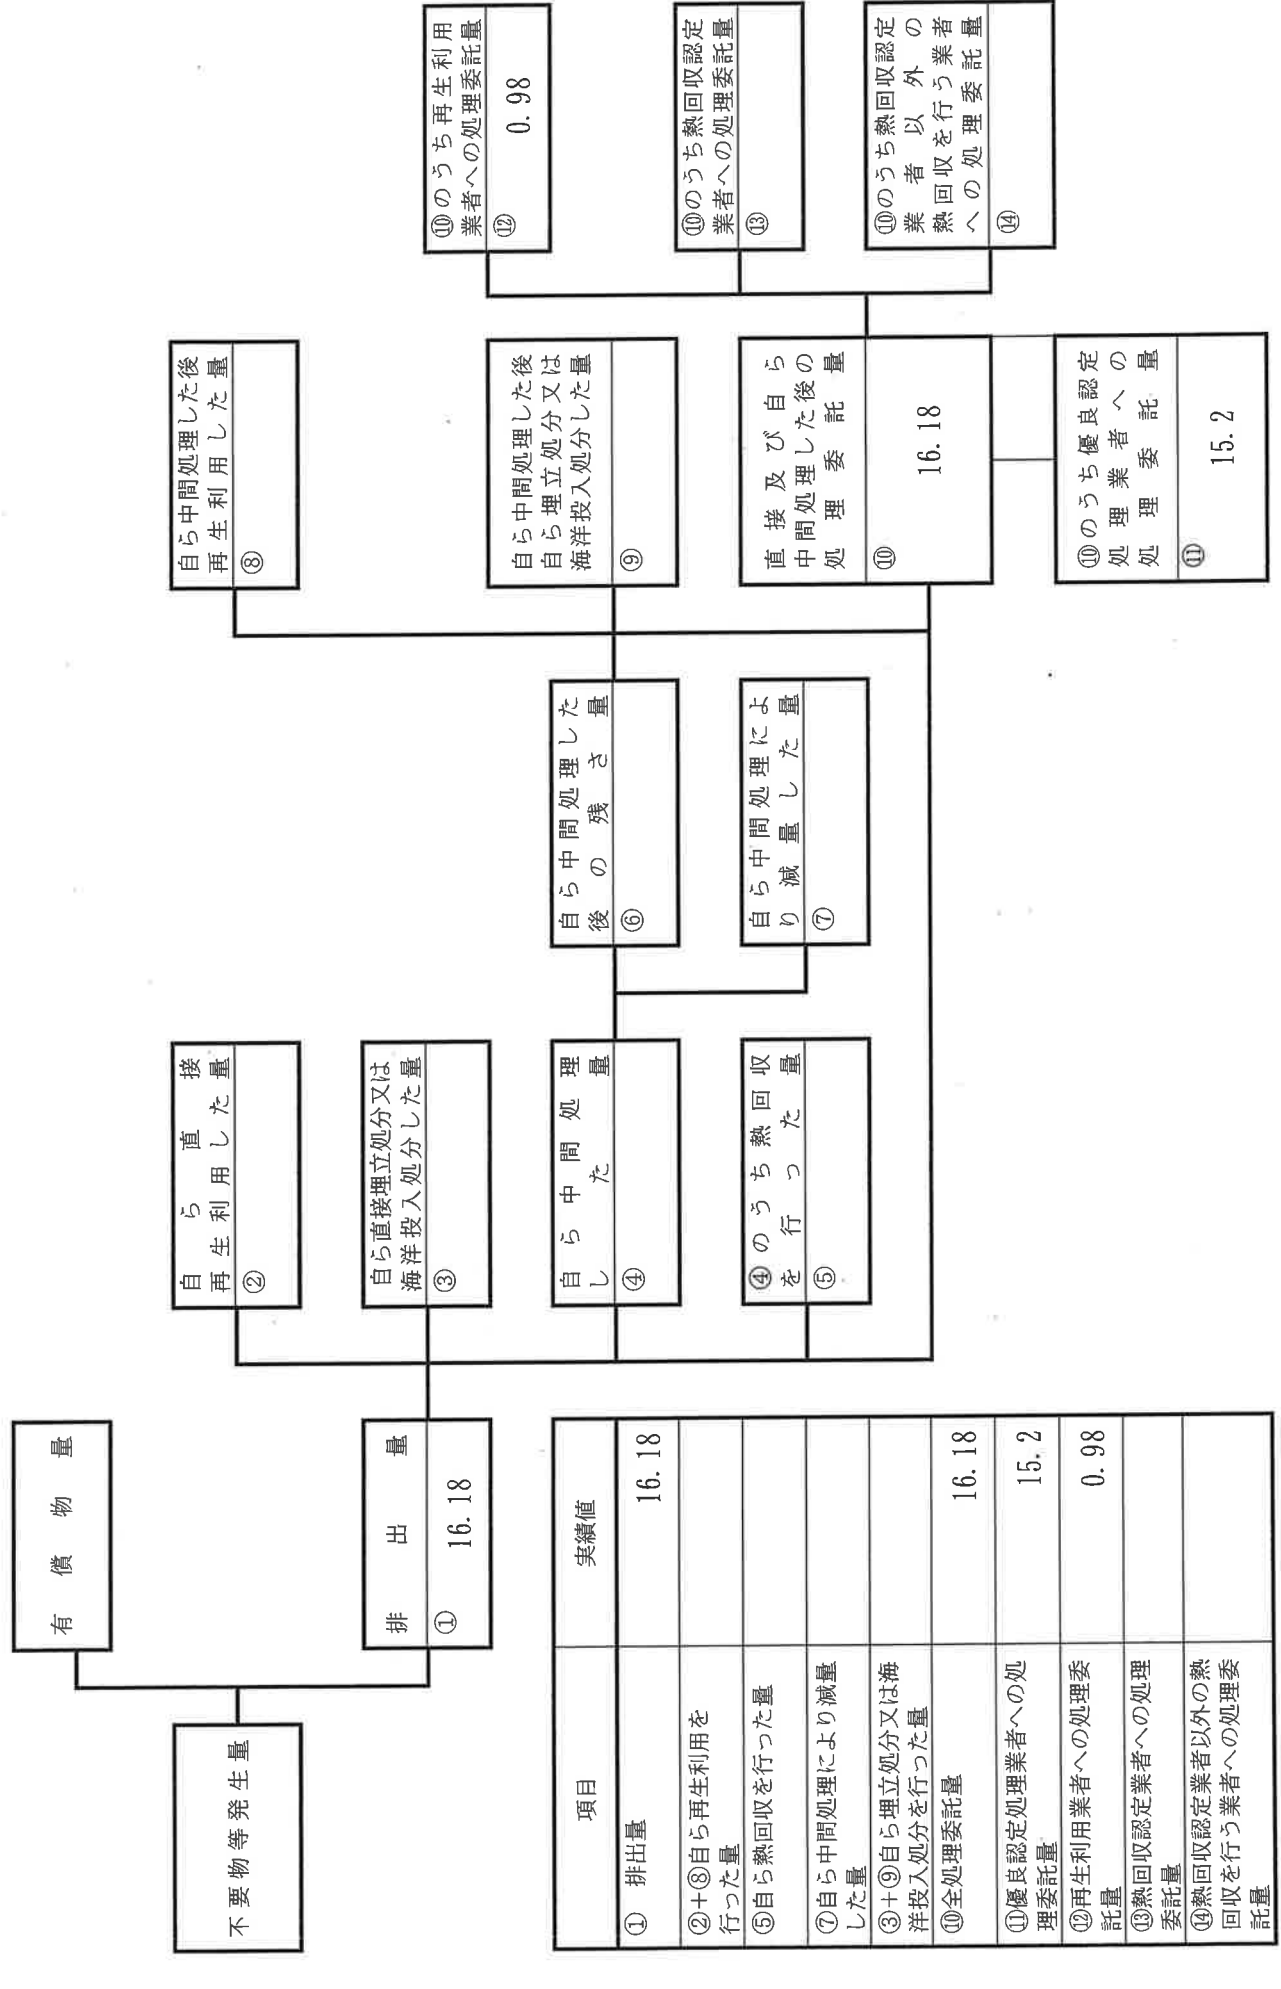 有償物量
不要物等発生量
排出量
①
16.18
自ら直接
再生利用した量
②
自ら直接埋立処分又は
海洋投入処分した量
③
自ら中間処理
した量
④
④のうち熱回収
を行った量
⑤
自ら中間処理した
後の残さ量
⑥
自ら中間処理によ
り減量した量
⑦
自ら中間処理した後
再生利用した量
⑧
自ら中間処理した後
自ら埋立処分又は
海洋投入処分した量
⑨
直接及び自ら
中間処理した後の
処理委託量
⑩
16.18
⑩のうち優良認定
処理業者への
処理委託量
⑪
15.2
⑩のうち再生利用
業者への処理委託量
⑫
0.98
⑩のうち熱回収認定
業者への処理委託量
⑬
⑩のうち熱回収認定
業者以外の
熱回収を行う業者
への処理委託量
⑭
項目 実績値
① 排出量 16.18
②＋⑧自ら再生利用を
行った量
⑤自ら熱回収を行った量
⑦自ら中間処理により減量
した量
③＋⑨自ら埋立処分又は海
洋投入処分を行った量
⑩全処理委託量 16.18
⑪優良認定処理業者への処
理委託量 15.2
⑫再生利用業者への処理委
託量 0.98
⑬熱回収認定業者への処理
委託量
⑭熱回収認定業者以外の熱
回収を行う業者への処理委
託量